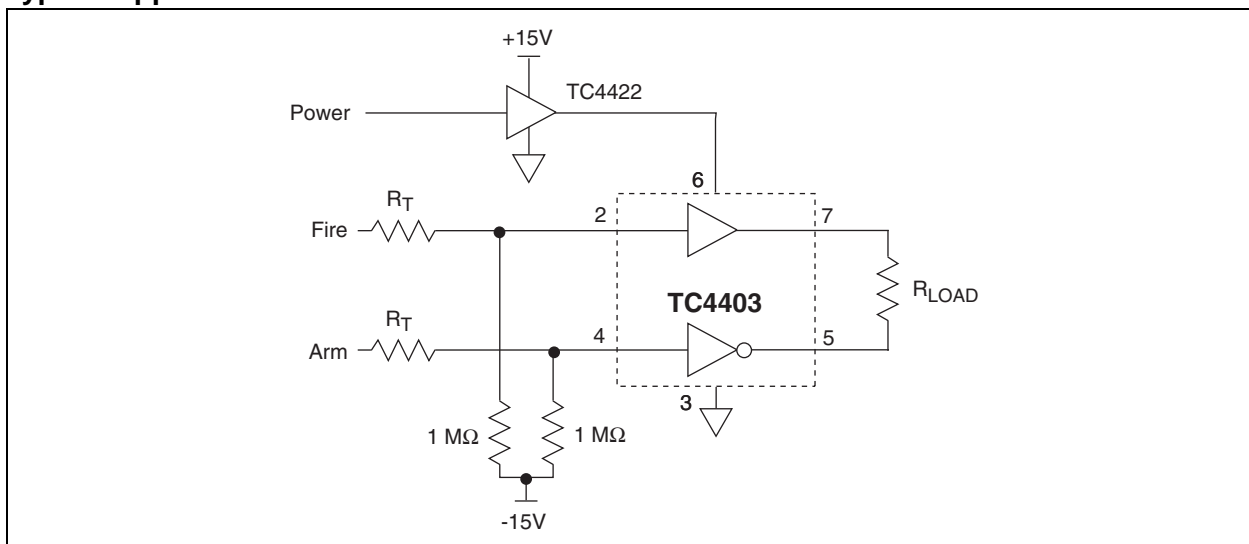 +15V
TC4422
Power
6
R_T
2
7
Fire
R_LOAD
TC4403
R_T
4
5
Arm
3
1 MΩ
1 MΩ
-15V